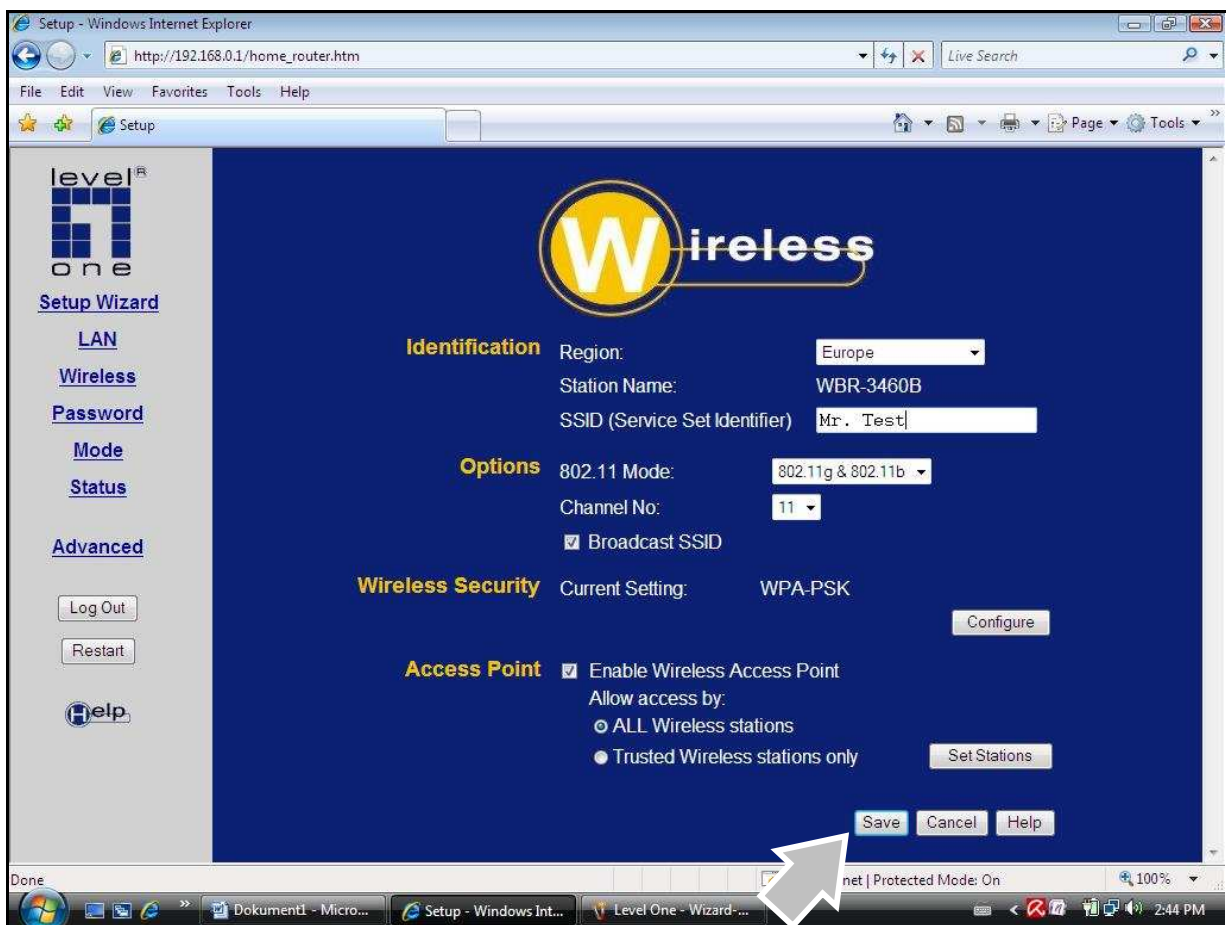 Setup - Windows Internet Explorer
http://192.168.0.1/home_router.htm
Live Search
File Edit View Favorites Tools Help
Setup
Page Tools
level®
one
Setup Wizard
LAN
Wireless
Password
Mode
Status
Advanced
Log Out
Restart
Help
Wireless
Identification
Region: Europe
Station Name: WBR-3460B
SSID (Service Set Identifier) Mr. Test
Options
802.11 Mode: 802.11g & 802.11b
Channel No: 11
Broadcast SSID
Wireless Security
Current Setting: WPA-PSK
Configure
Access Point
Enable Wireless Access Point
Allow access by:
ALL Wireless stations
Trusted Wireless stations only
Set Stations
Save Cancel Help
Done
net | Protected Mode: On
100%
Dokument1 - Micro...
Setup - Windows Int...
Level One - Wizard-...
2:44 PM